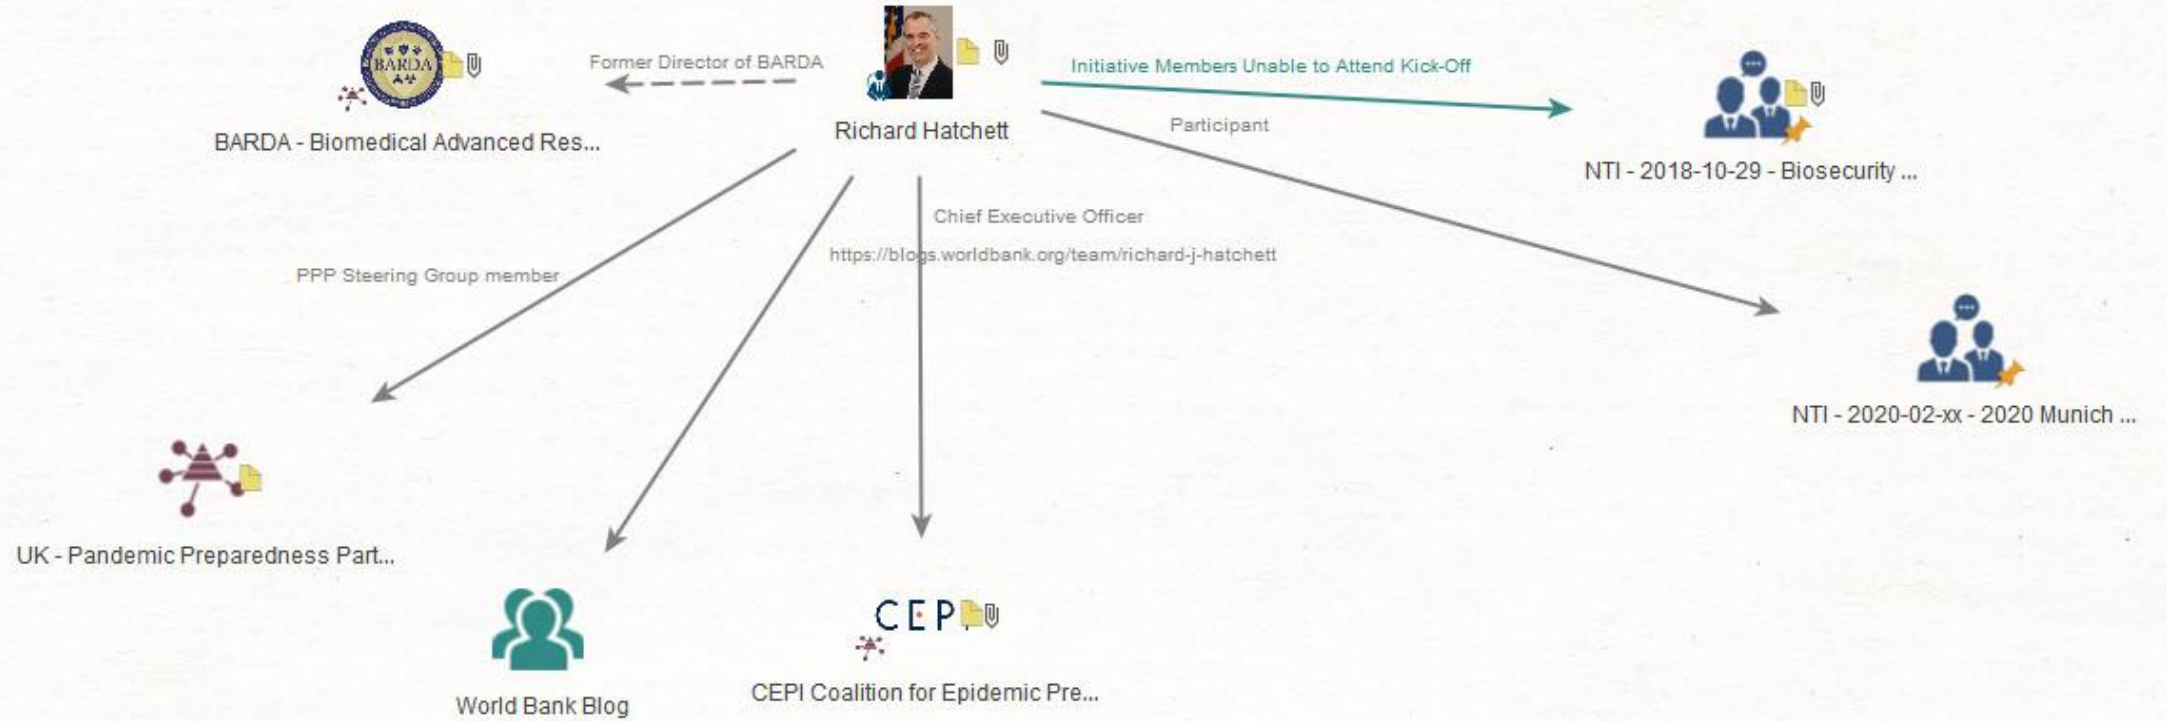 Former Director of BARDA
Initiative Members Unable to Attend Kick-Off
BARDA
Participant
Richard Hatchett
BARDA - Biomedical Advanced Res...
NTI - 2018-10-29 - Biosecurity ...
Chief Executive Officer
https://blogs.worldbank.org/team/richard-j-hatchett
PPP Steering Group member
NTI - 2020-02-xx - 2020 Munich ...
UK - Pandemic Preparedness Part...
CEP
CEPI Coalition for Epidemic Pre...
World Bank Blog